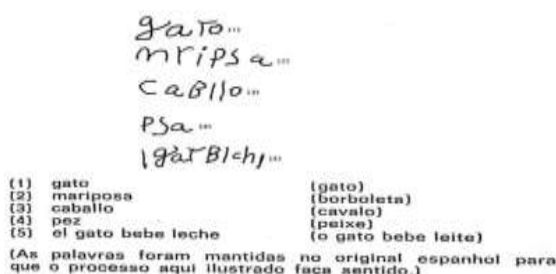 gaTo...
mripsa...
caBllo...
Psa...
lgatBlch,...
(1) gato (gato)
(2) mariposa (borboleta)
(3) caballo (cavalo)
(4) pez (peixe)
(5) el gato bebe leche (o gato bebe leite)
(As palavras foram mantidas no original espanhol para
que o processo aqui ilustrado faça sentido.)